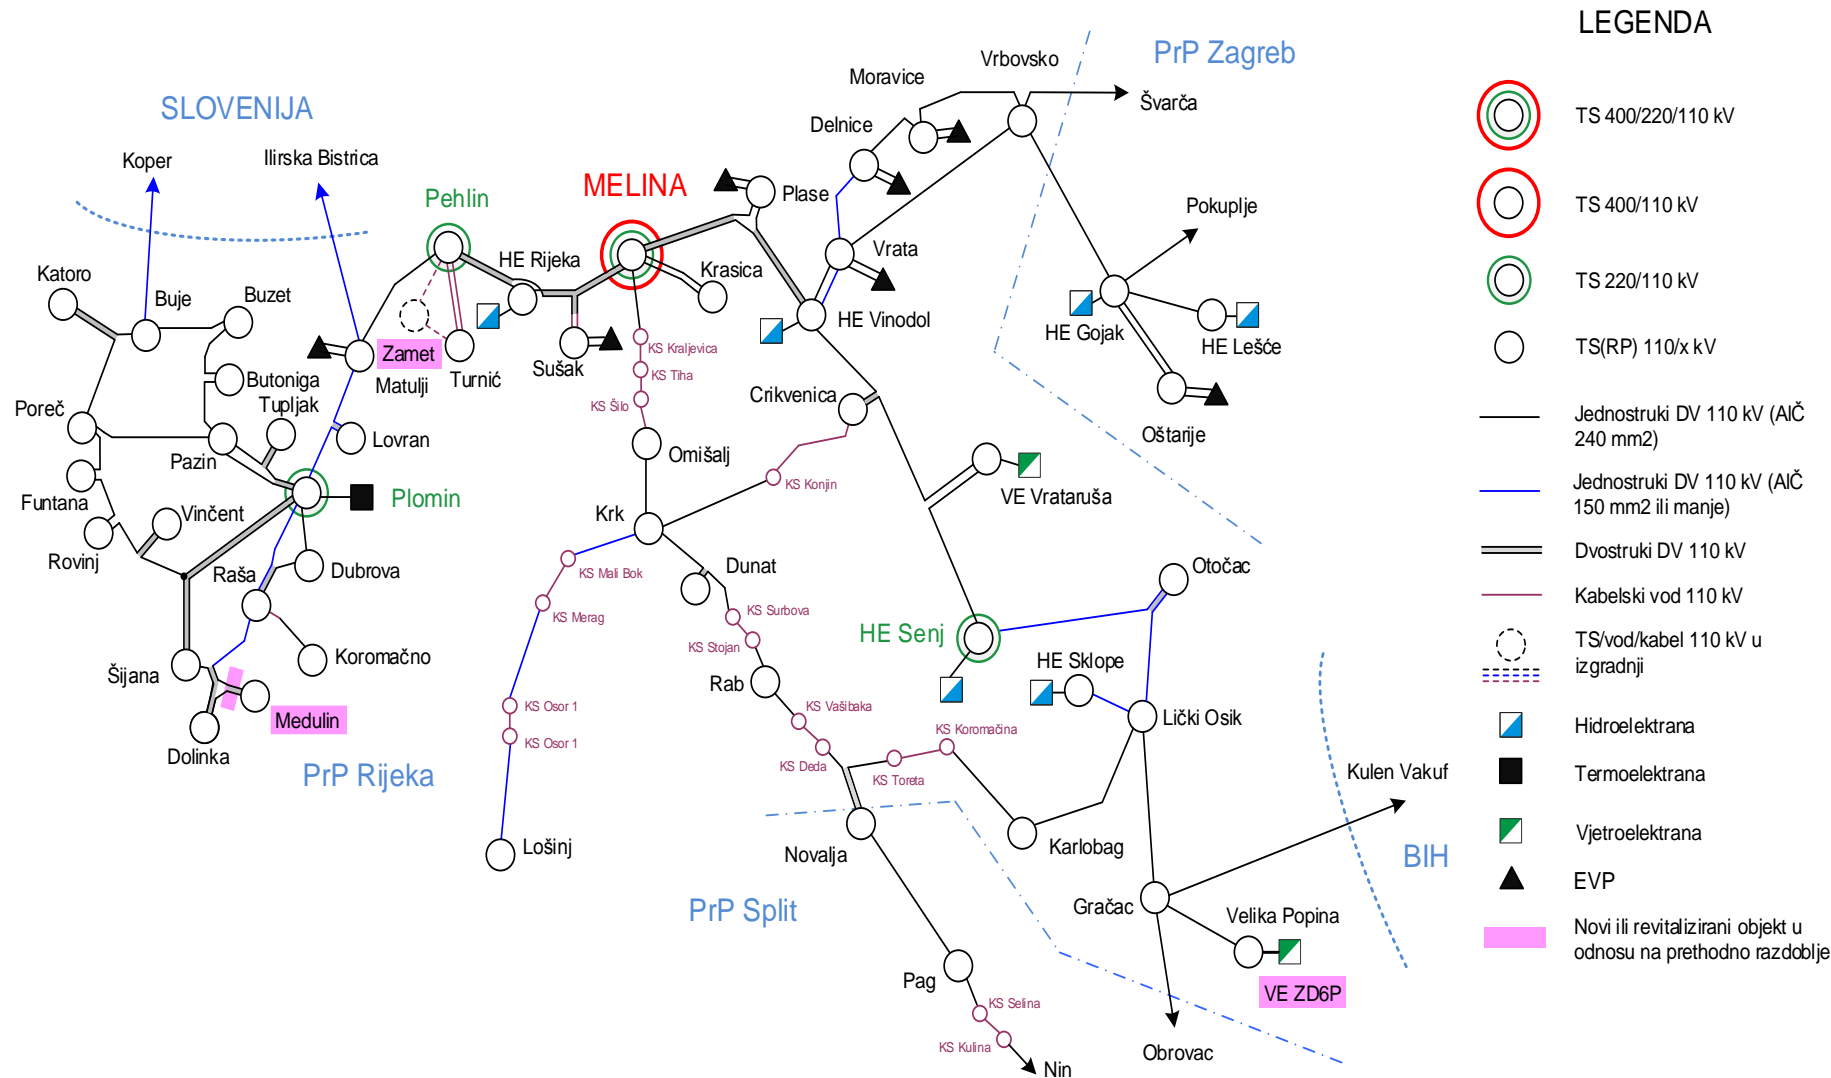 LEGENDA
Vrbovsko
PrP Zagreb
Moravice
Švarča
SLOVENIJA
Delnice
TS 400/220/110 kV
Koper
Ilirska Bistrica
MELINA
Pehlin
Plase
TS 400/110 kV
Pokuplje
Vrata
HE Rijeka
Krasica
Katoro
Buje
Buzet
TS 220/110 kV
HE Vinodol
HE Gojak
HE Lešće
KS Kraljevica
TS(RP) 110/x kV
Zamet
Sušak
KS Tiha
Butoniga
Matulji
Turnić
Crikvenica
Tupljak
KS Šilo
Poreč
Jednostruki DV 110 kV (AlČ
240 mm2)
Oštarije
Lovran
Omišalj
Pazin
KS Konjin
Jednostruki DV 110 kV (AlČ
150 mm2 ili manje)
Funtana
Plomin
VE Vrataruša
Vinčent
Krk
Dvostruki DV 110 kV
Rovinj
Raša
Dubrova
KS Mali Bok
Dunat
Otočac
Kabelski vod 110 kV
KS Merag
KS Surbova
HE Senj
TS/vod/kabel 110 kV u
izgradnji
KS Stojan
Koromačno
HE Sklope
Šijana
Rab
KS Osor 1
Medulin
KS Vašibaka
Lički Osik
Hidroelektrana
KS Koromačina
KS Osor 1
Dolinka
KS Deda
PrP Rijeka
KS Toreta
Kulen Vakuf
Termoelektrana
Vjetroelektrana
Lošinj
Novalja
Karlobag
BIH
EVP
PrP Split
Gračac
Velika Popina
Novi ili revitalizirani objekt u
odnosu na prethodno razdoblje
Pag
VE ZD6P
KS Selina
KS Kulina
Obrovac
Nin